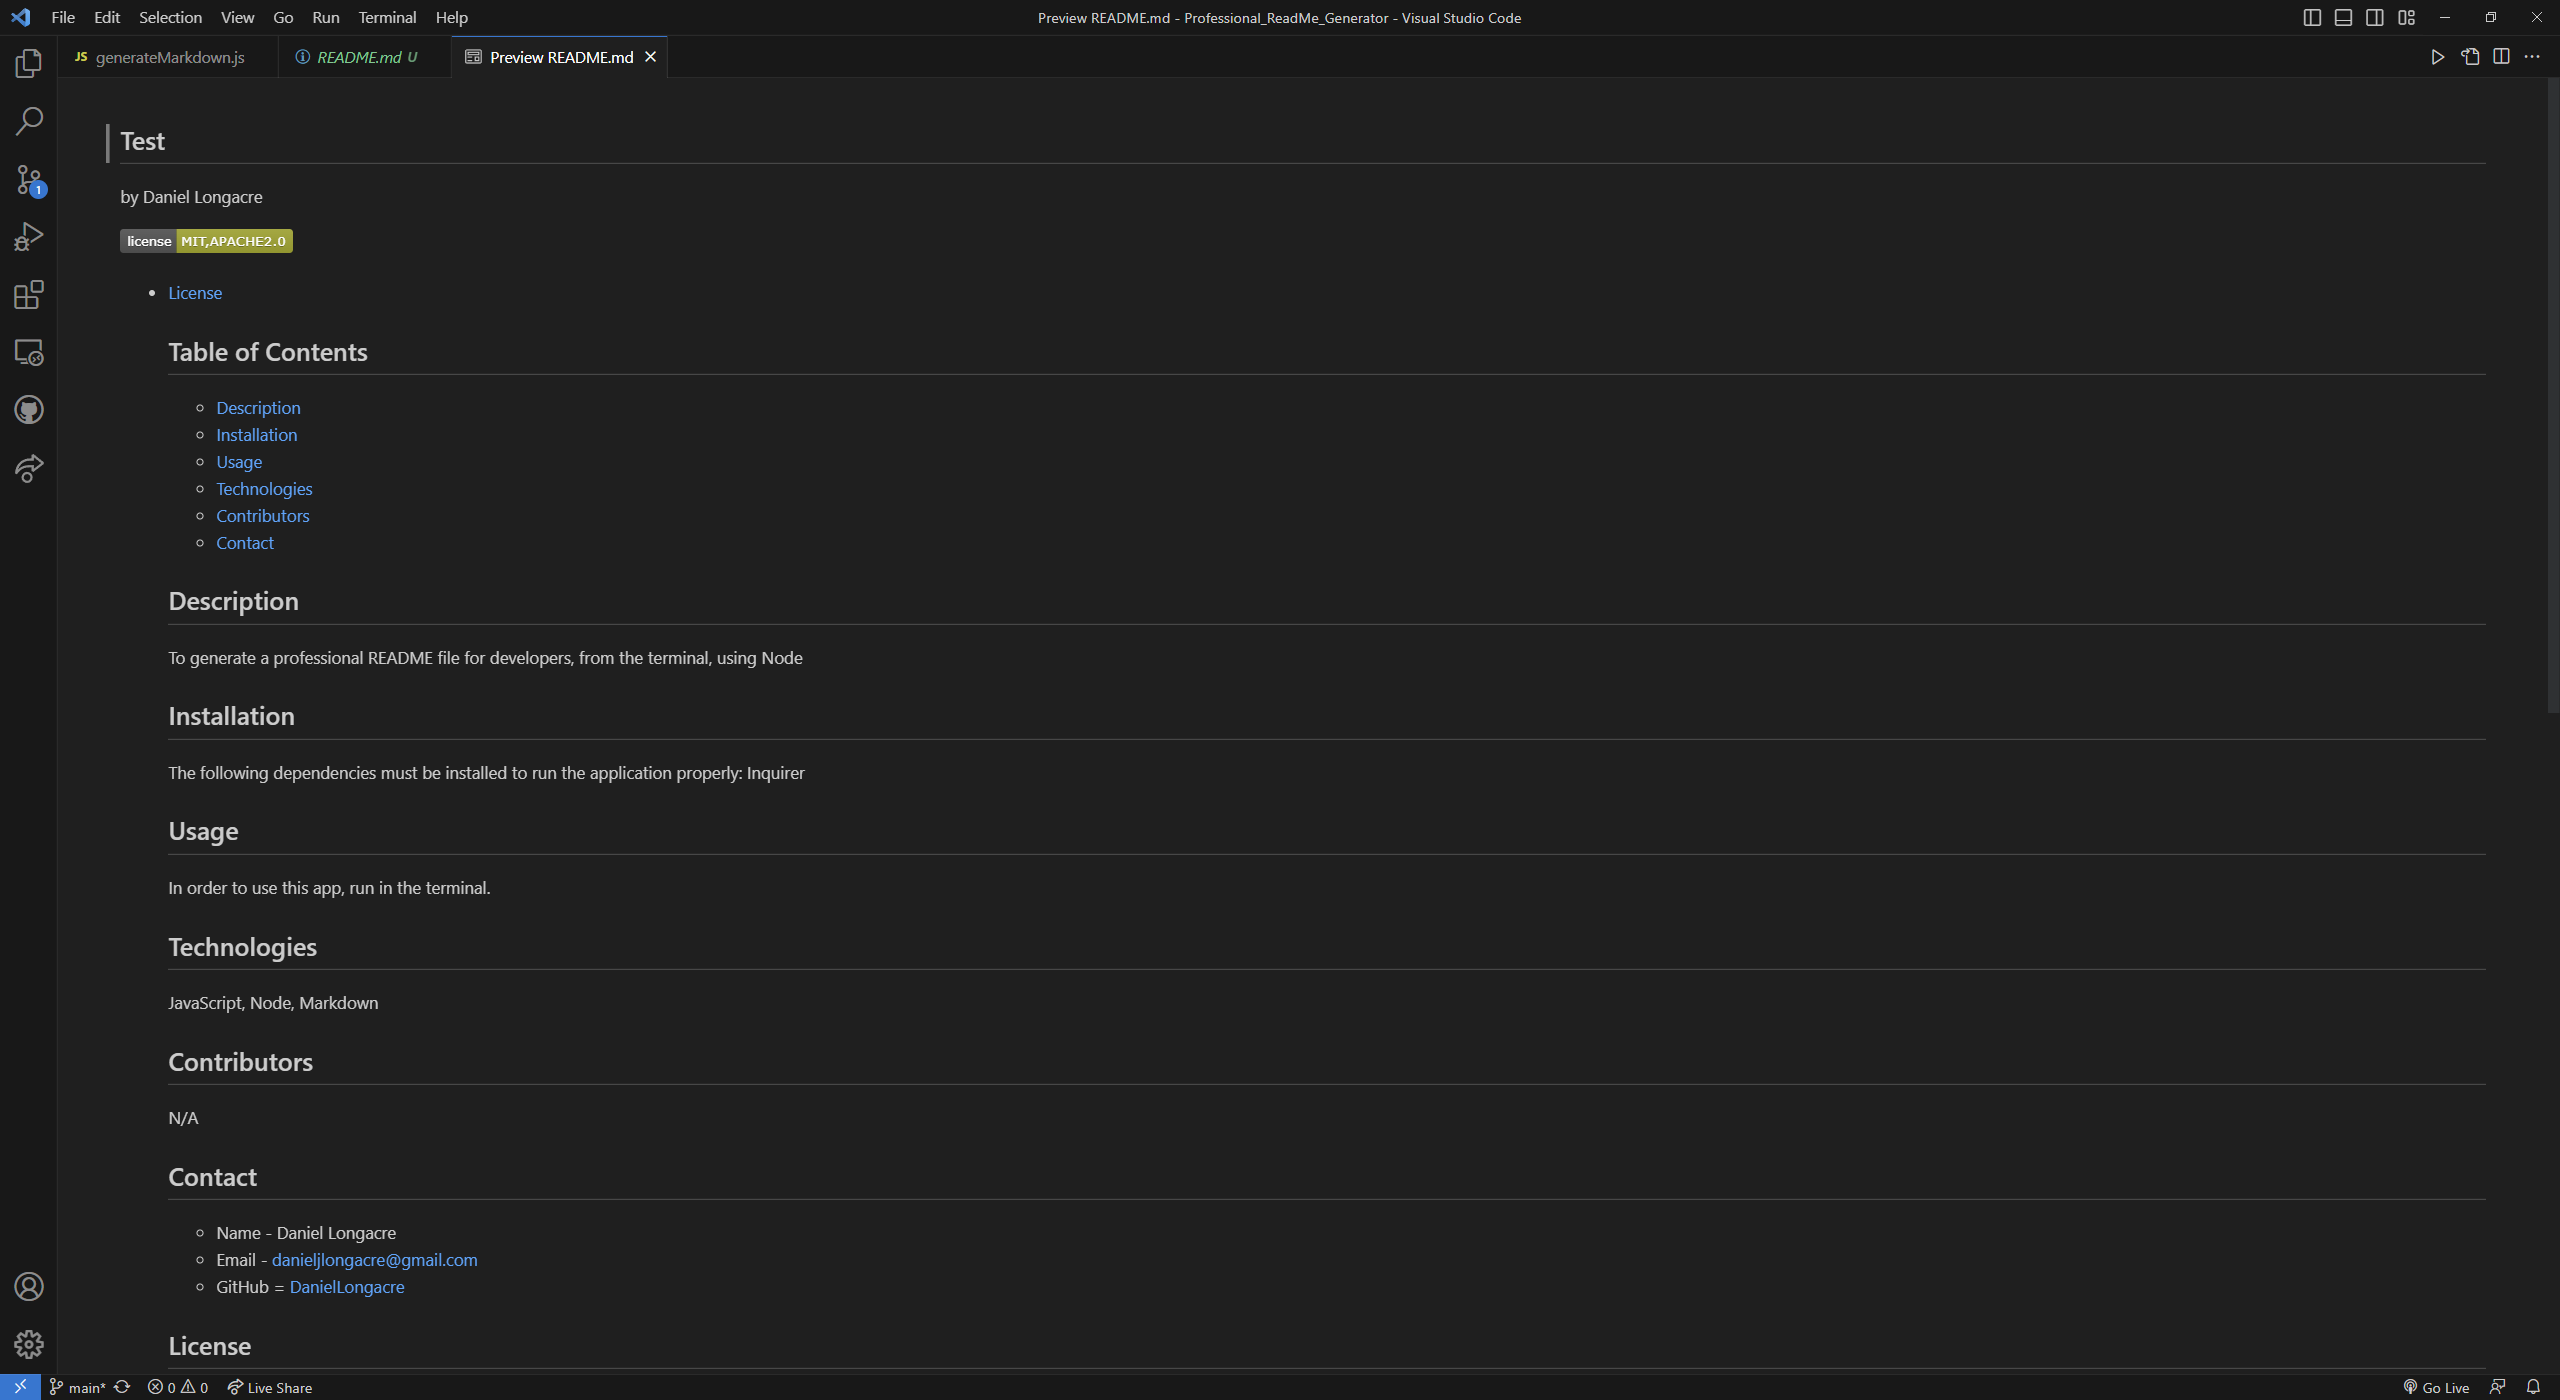 File Edit Selection View Go Run Terminal Help
Preview README.md - Professional_ReadMe_Generator - Visual Studio Code
JS generateMarkdown.js
README.md U
Preview README.md
1
Test
by Daniel Longacre
license MIT,APACHE2.0
License
Table of Contents
Description
Installation
Usage
Technologies
Contributors
Contact
Description
To generate a professional README file for developers, from the terminal, using Node
Installation
The following dependencies must be installed to run the application properly: Inquirer
Usage
In order to use this app, run in the terminal.
Technologies
JavaScript, Node, Markdown
Contributors
N/A
Contact
Name - Daniel Longacre
Email - danieljlongacre@gmail.com
GitHub = DanielLongacre
License
main* 0 0 Live Share
Go Live